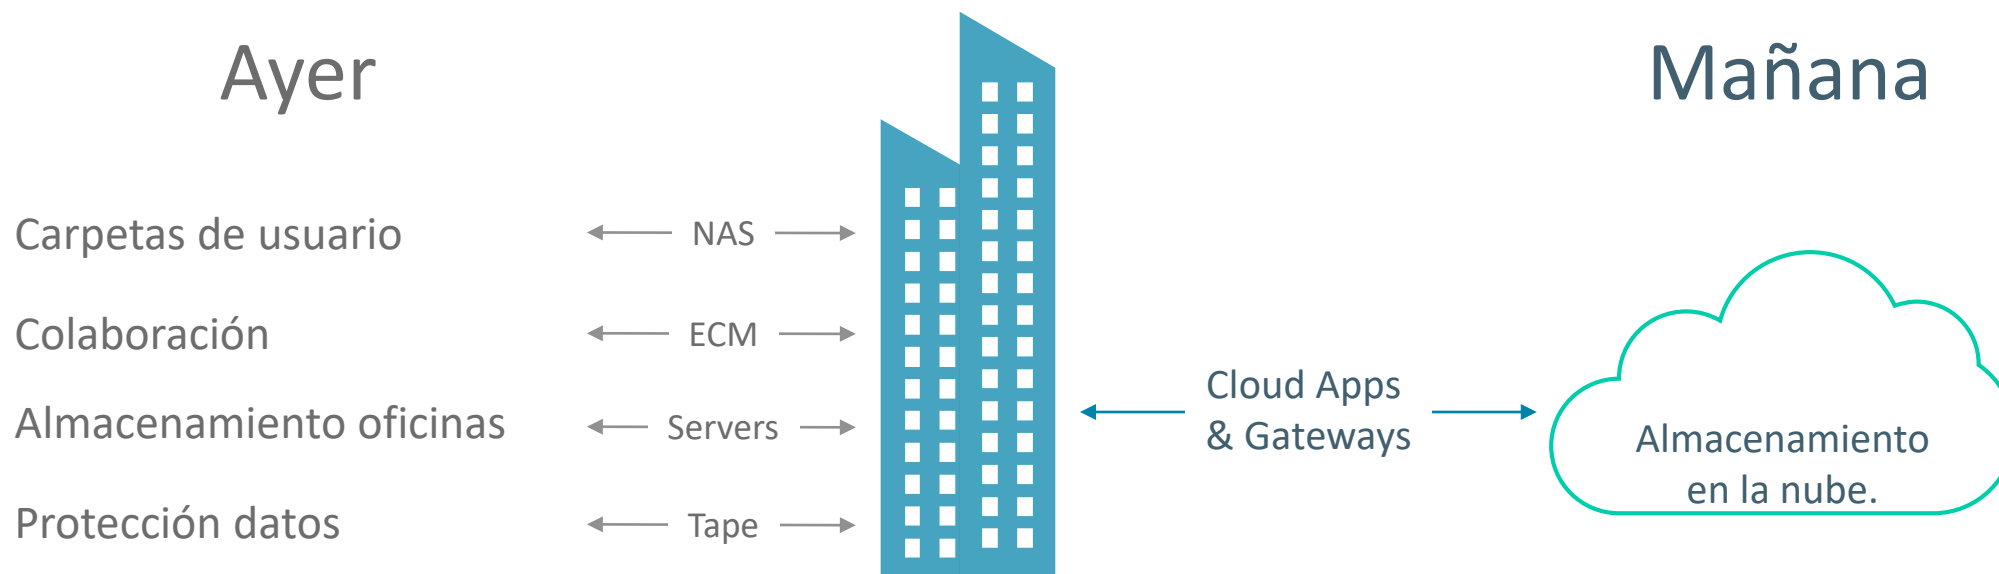 Ayer
Mañana
Carpetas de usuario
NAS
Colaboración
ECM
Almacenamiento oficinas
Servers
Protección datos
Tape
Cloud Apps
& Gateways
Almacenamiento
en la nube.